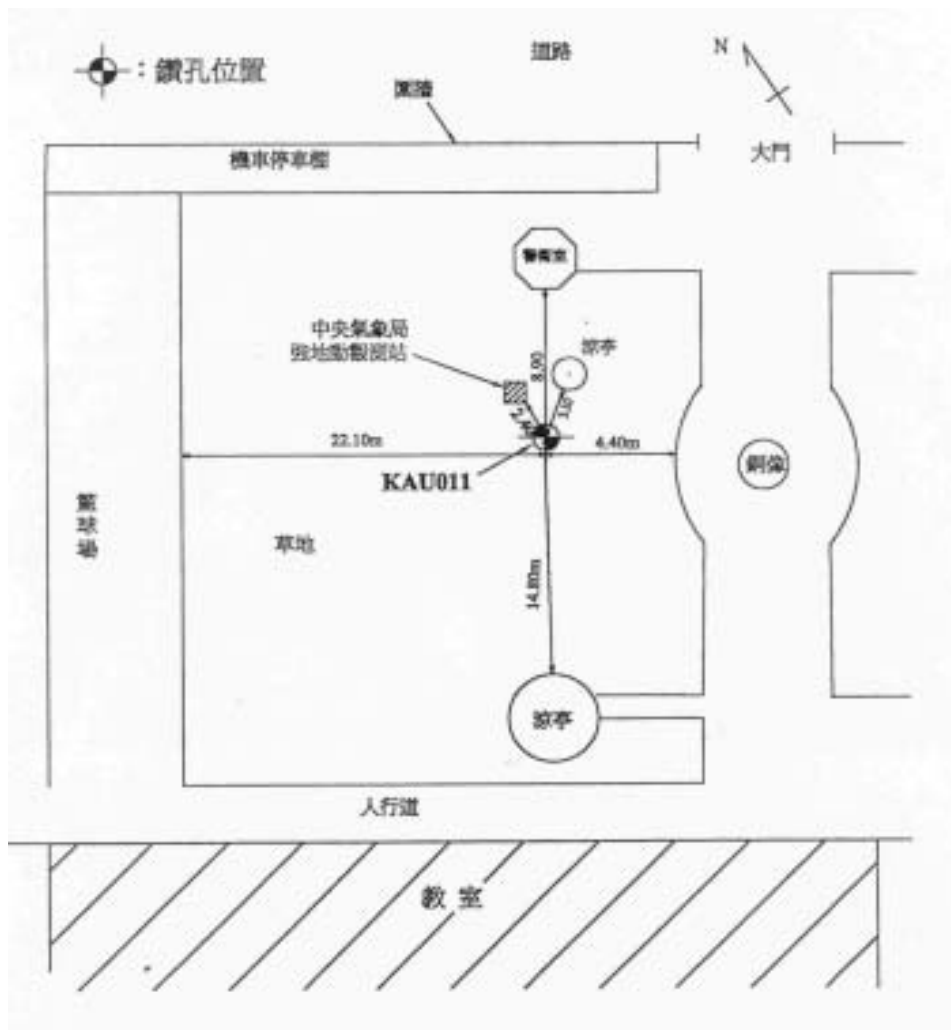 道路
N
：鑽孔位置
圍牆
大門
機車停車棚
警衛室
中央氣象局
強地動觀測站
涼亭
8.90
22.10m
4.40m
KAU011
銅像
籃球場
草地
14.80m
涼亭
人行道
教室